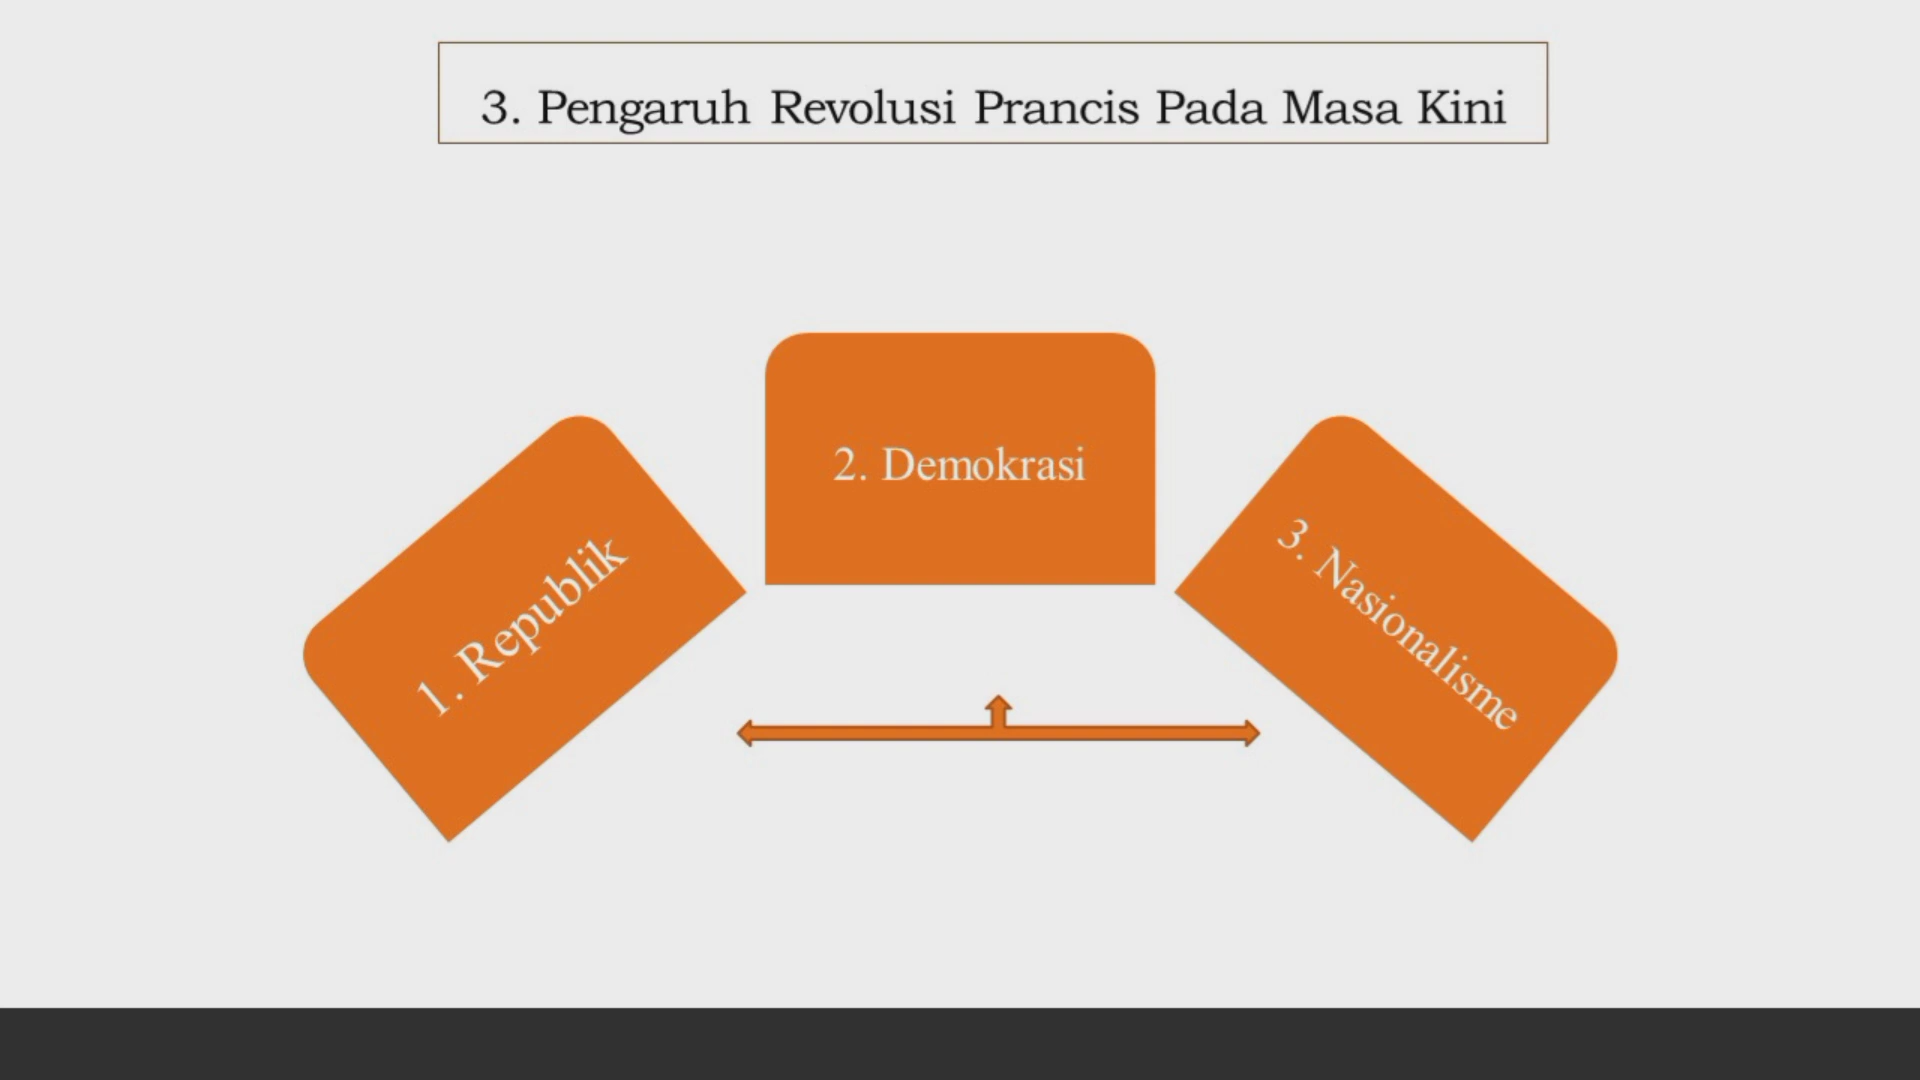 3. Pengaruh Revolusi Prancis Pada Masa Kini
1. Republik
2. Demokrasi
3. Nasionalisme